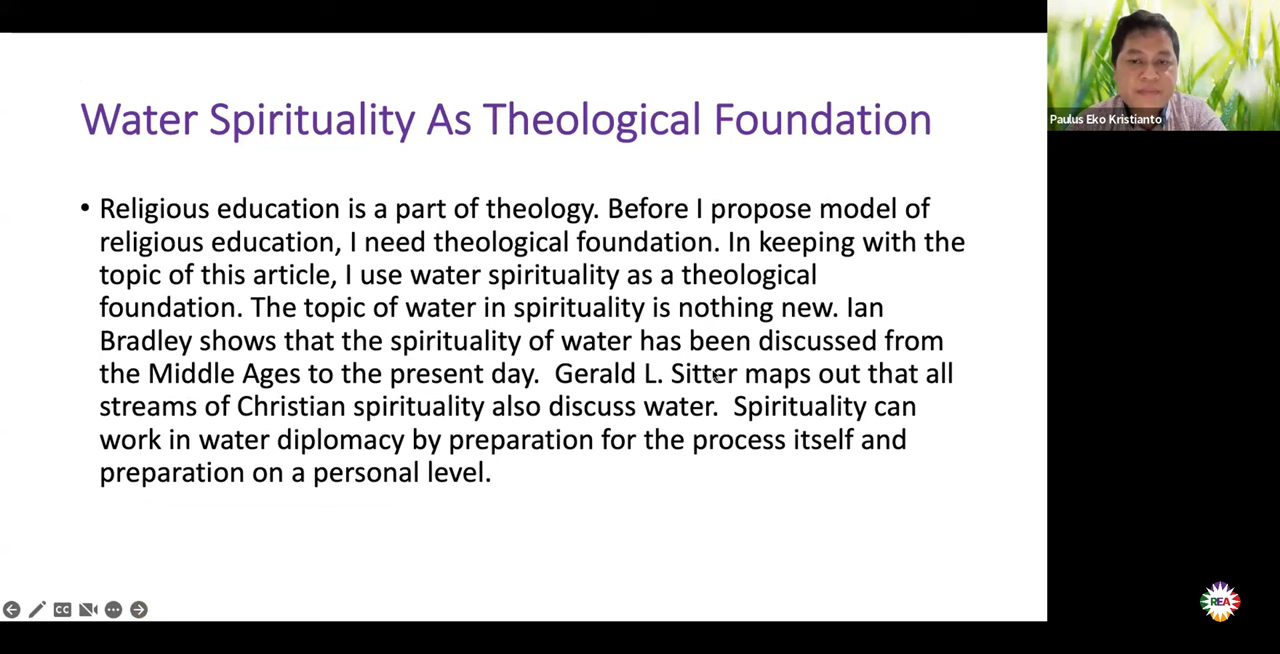 Water Spirituality As Theological Foundation
• Religious education is a part of theology. Before I propose model of
religious education, I need theological foundation. In keeping with the
topic of this article, I use water spirituality as a theological
foundation. The topic of water in spirituality is nothing new. Ian
Bradley shows that the spirituality of water has been discussed from
the Middle Ages to the present day.  Gerald L. Sitter maps out that all
streams of Christian spirituality also discuss water.  Spirituality can
work in water diplomacy by preparation for the process itself and
preparation on a personal level.
Paulus Eko Kristianto
CC
REA